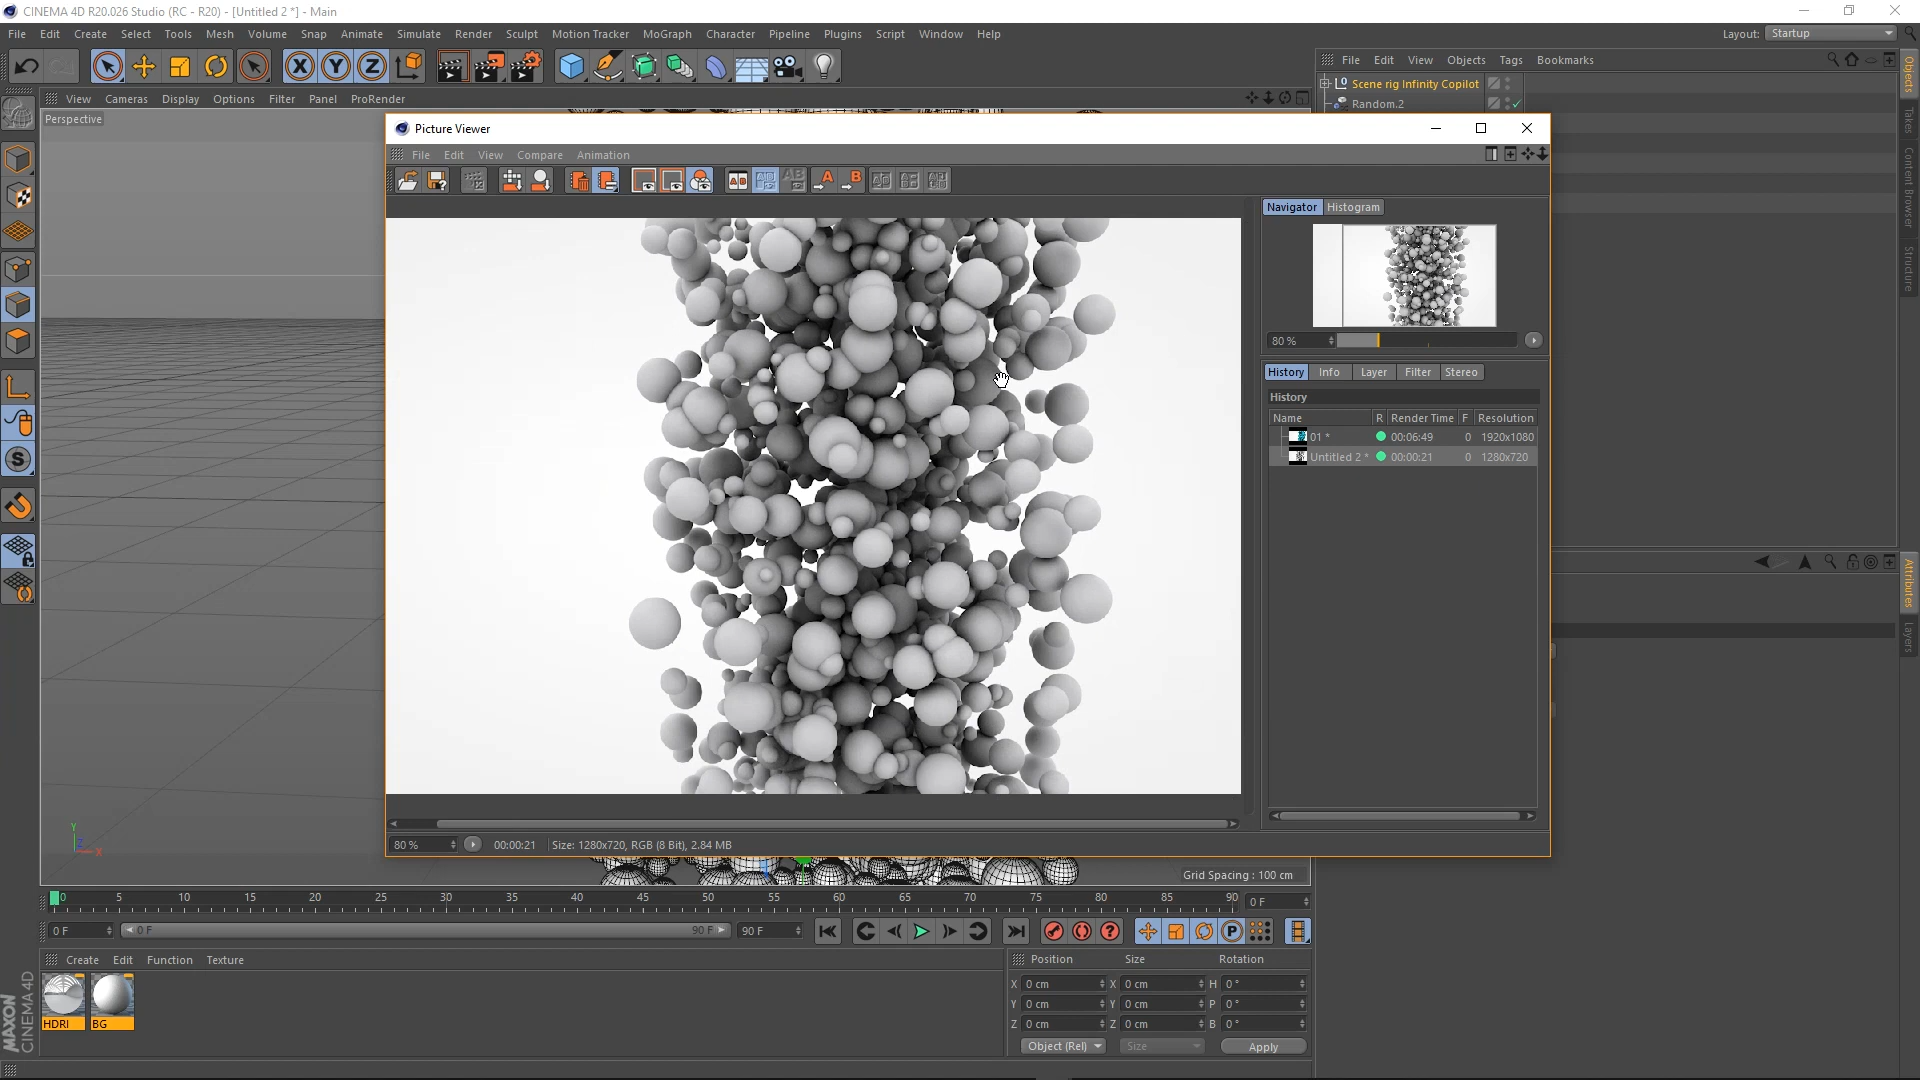 CINEMA 4D R20.026 Studio (RC - R20) - [Untitled 2 *] - Main
File Edit Create Select Tools Mesh Volume Snap Animate Simulate Render Sculpt Motion Tracker MoGraph Character Pipeline Plugins Script Window Help
Layout: Startup
X Y Z
View Cameras Display Options Filter Panel ProRender
File Edit View Objects Tags Bookmarks
Scene rig Infinity Copilot
Random.2
Perspective
Picture Viewer
File Edit View Compare Animation
A B
AB
A B
Navigator Histogram
80 %
History Info Layer Filter Stereo
History
Name R Render Time F Resolution
01 * 00:06:49 0 1920x1080
Untitled 2 * 00:00:21 0 1280x720
80 % 00:00:21 Size: 1280x720, RGB (8 Bit), 2.84 MB
Objects
Takes
Content Browser
Structure
Attributes
Layers
S
Y
Z
X
Grid Spacing : 100 cm
0 5 10 15 20 25 30 35 40 45 50 55 60 65 70 75 80 85 90
0 F
0 F 0 F 90 F 90 F
P
Create Edit Function Texture
HDRI BG
Position Size Rotation
X 0 cm X 0 cm H 0 °
Y 0 cm Y 0 cm P 0 °
Z 0 cm Z 0 cm B 0 °
Object (Rel) Size Apply
MAXON
CINEMA 4D